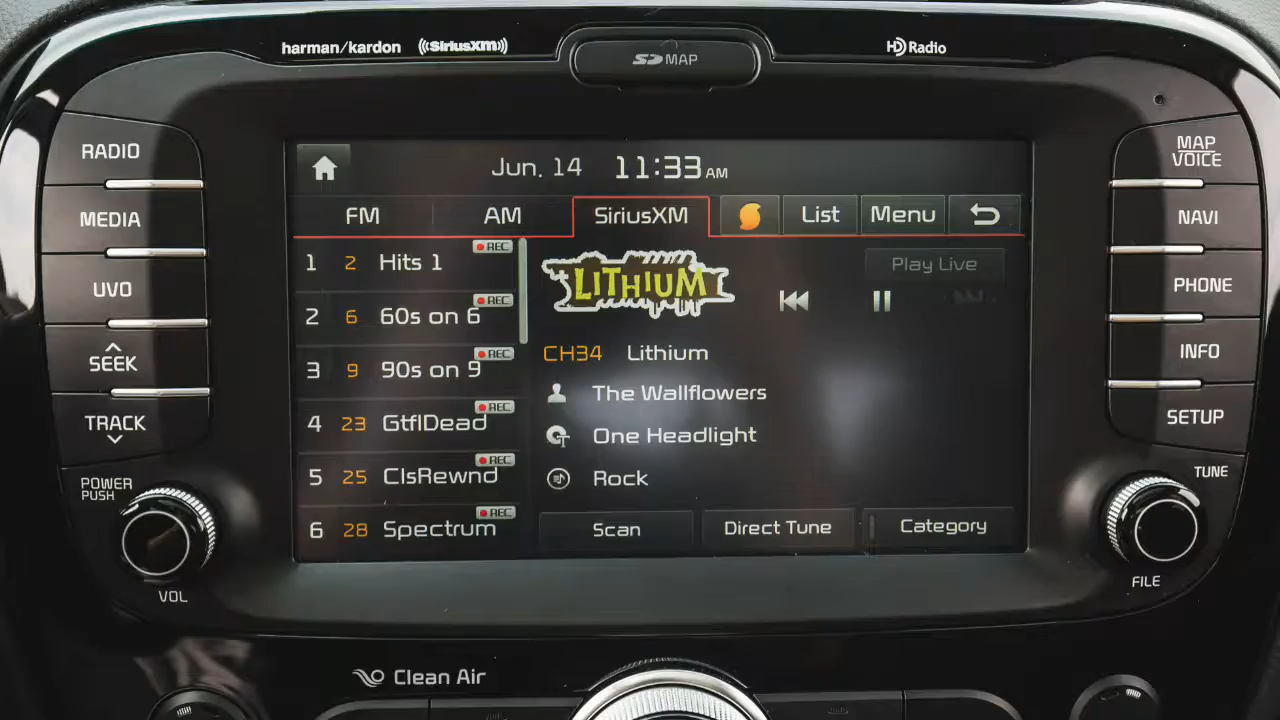 harman/kardon
((SiriusXM))
SD MAP
HD Radio
RADIO
MEDIA
UVO
SEEK
TRACK
POWER
PUSH
VOL
Jun. 14 11:33 AM
FM AM SiriusXM List Menu
1 2 Hits 1 REC
2 6 60s on 6 REC
3 9 90s on 9 REC
4 23 GtflDead REC
5 25 ClsRewnd REC
6 28 Spectrum REC
LITHIUM
Play Live
CH34 Lithium
The Wallflowers
One Headlight
Rock
Scan Direct Tune Category
MAP
VOICE
NAVI
PHONE
INFO
SETUP
TUNE
FILE
Clean Air